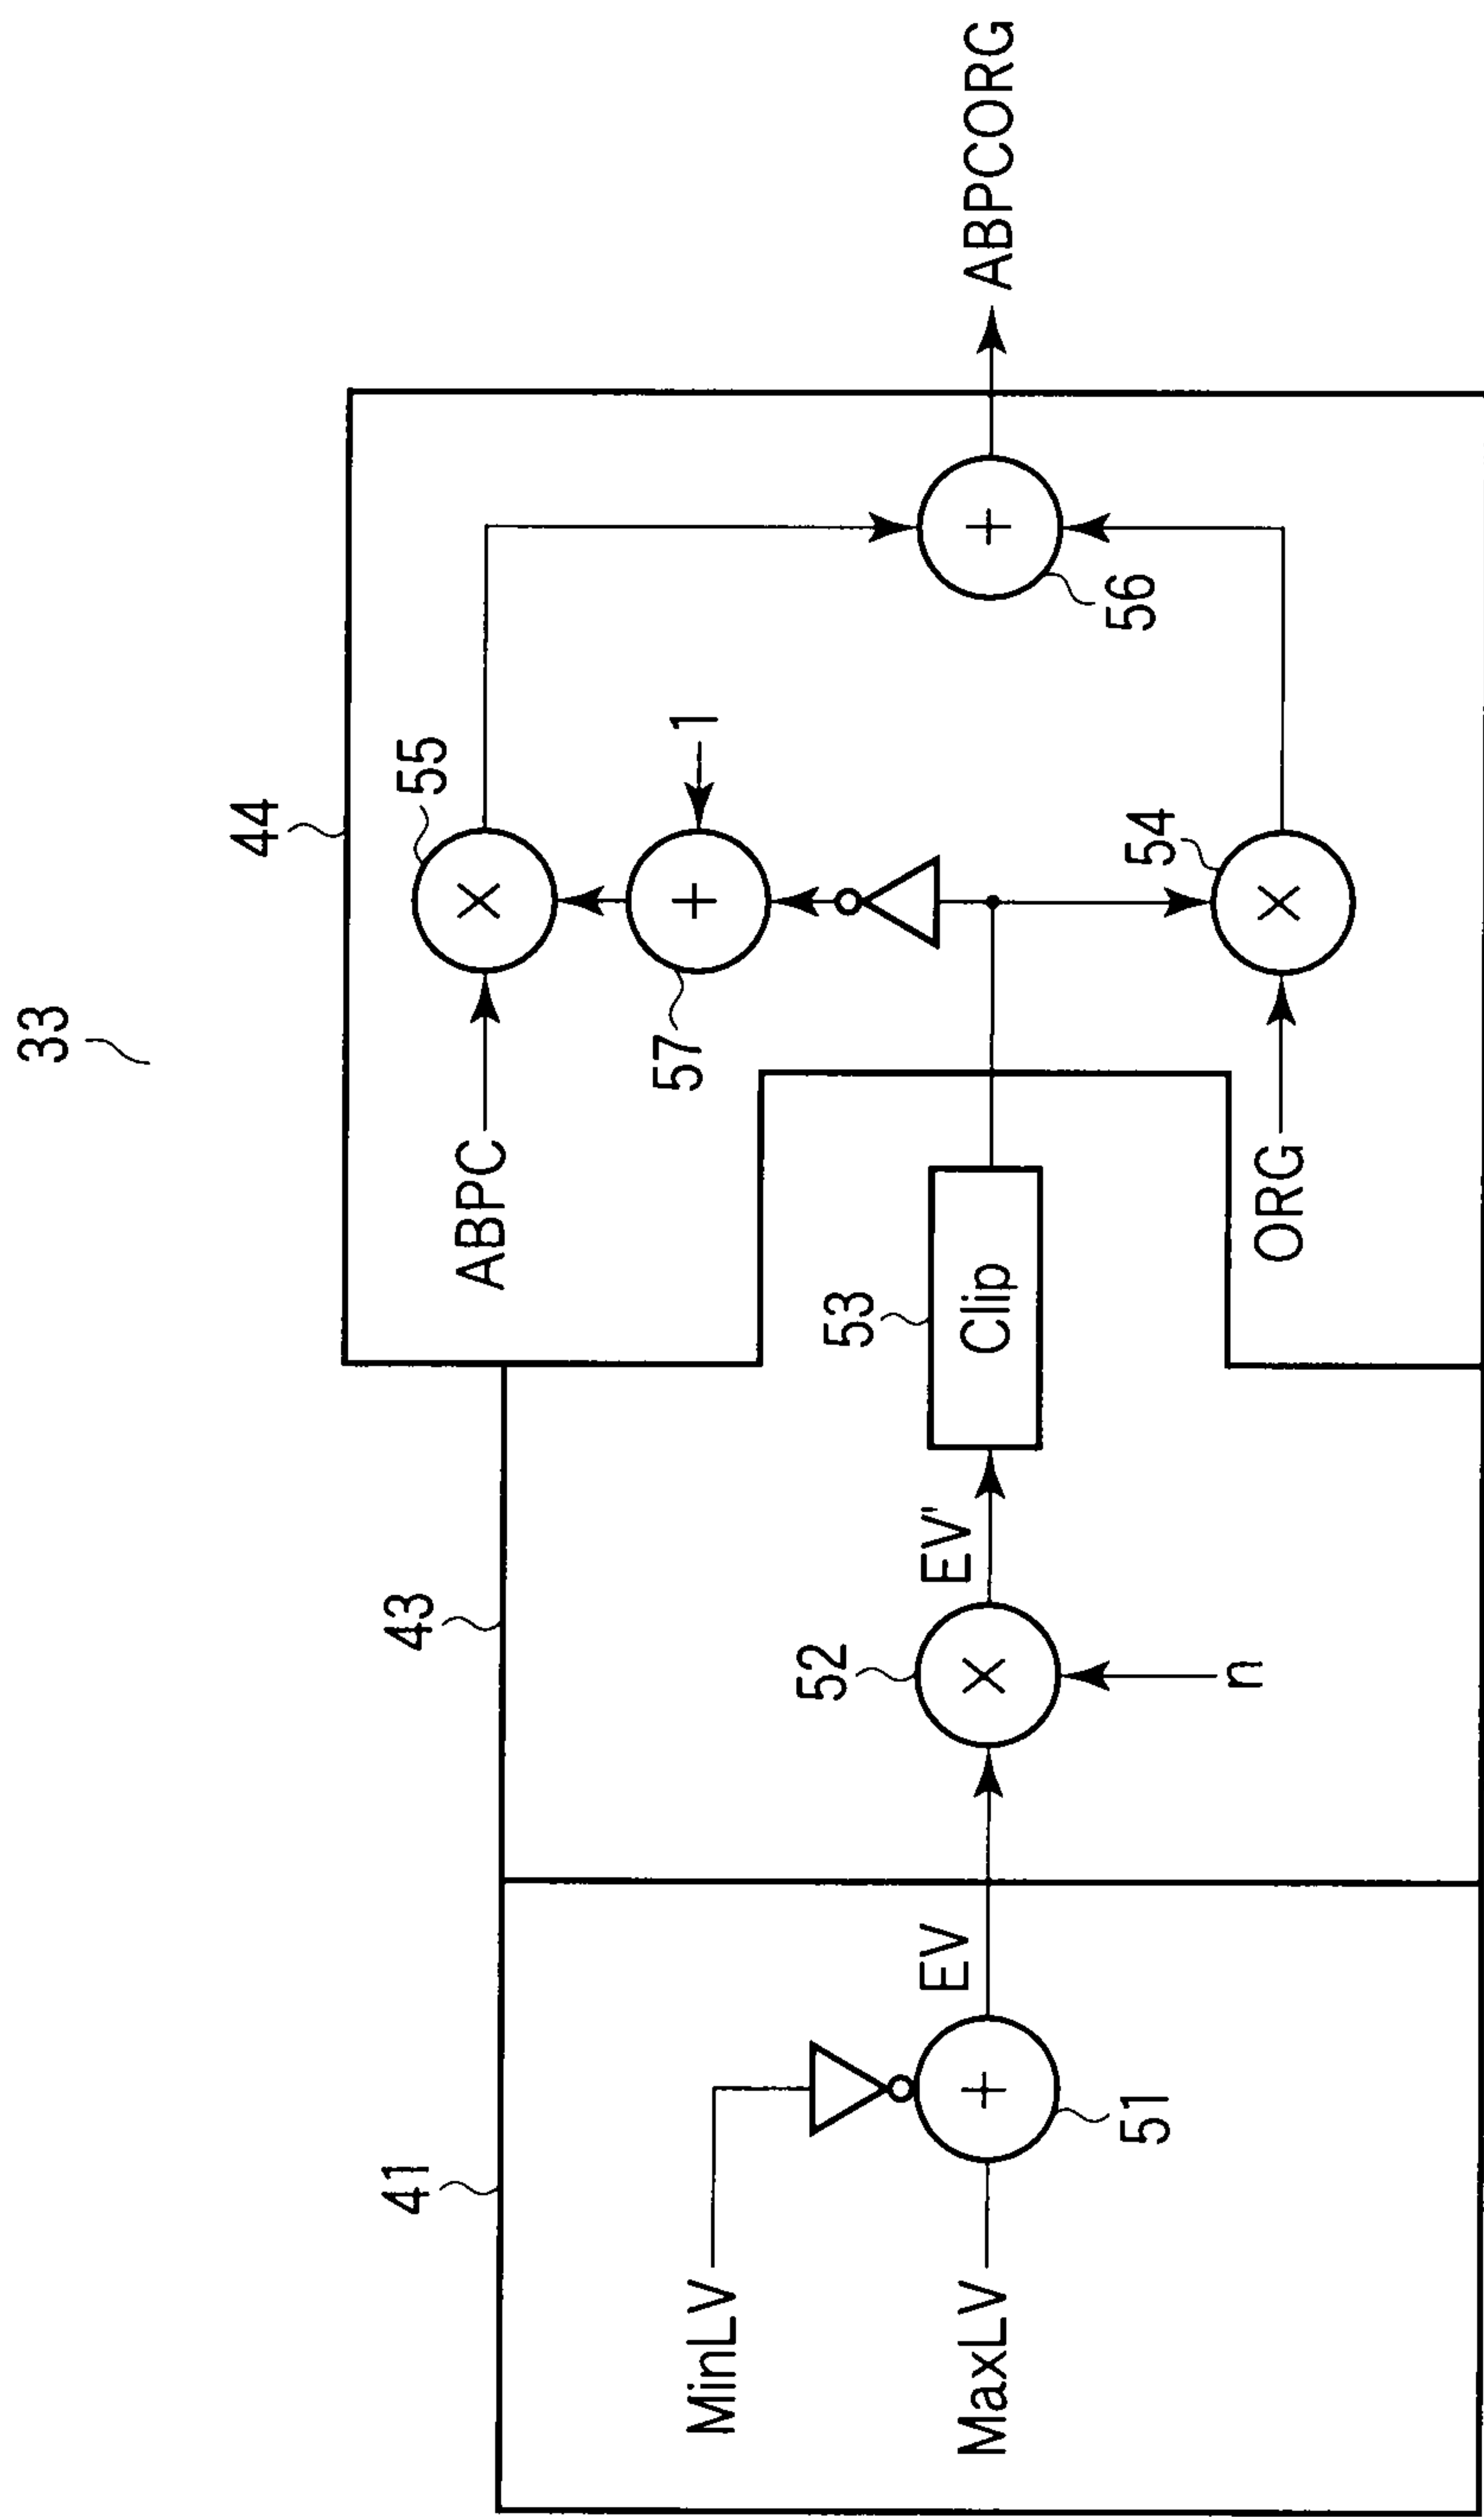 33
41
43
44
MinLV
MaxLV
51
EV
52
n
EV'
53
Clip
ABPC
ORG
57
1
55
54
56
ABPCORG
+
×
×
+
×
+